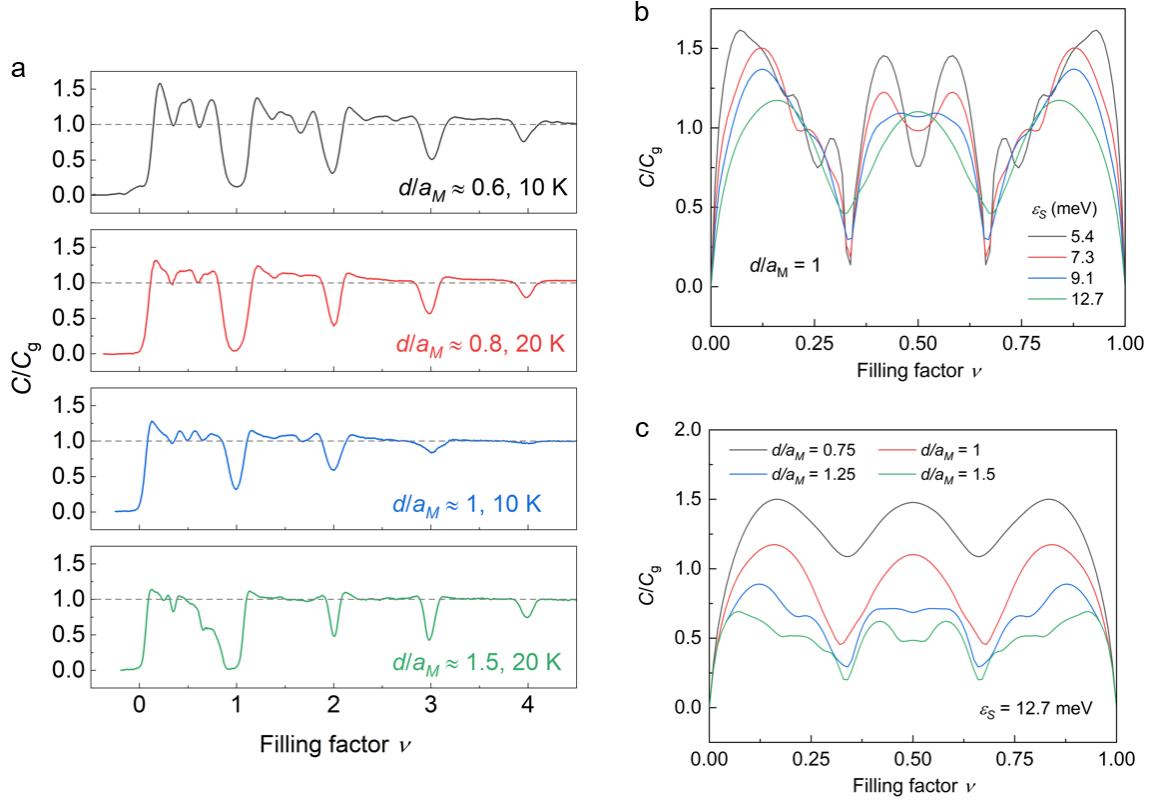 a
C/Cg
1.5
1.0
0.5
0.0
d/aM ≈ 0.6, 10 K
1.5
1.0
0.5
0.0
d/aM ≈ 0.8, 20 K
1.5
1.0
0.5
0.0
d/aM ≈ 1, 10 K
1.5
1.0
0.5
0.0
d/aM ≈ 1.5, 20 K
0 1 2 3 4
Filling factor ν
b
C/Cg
1.5
1.0
0.5
0.0
d/aM = 1
εS (meV)
5.4
7.3
9.1
12.7
0.00 0.25 0.50 0.75 1.00
Filling factor ν
c
C/Cg
2.0
1.5
1.0
0.5
0.0
d/aM = 0.75 d/aM = 1
d/aM = 1.25 d/aM = 1.5
εS = 12.7 meV
0.00 0.25 0.50 0.75 1.00
Filling factor ν